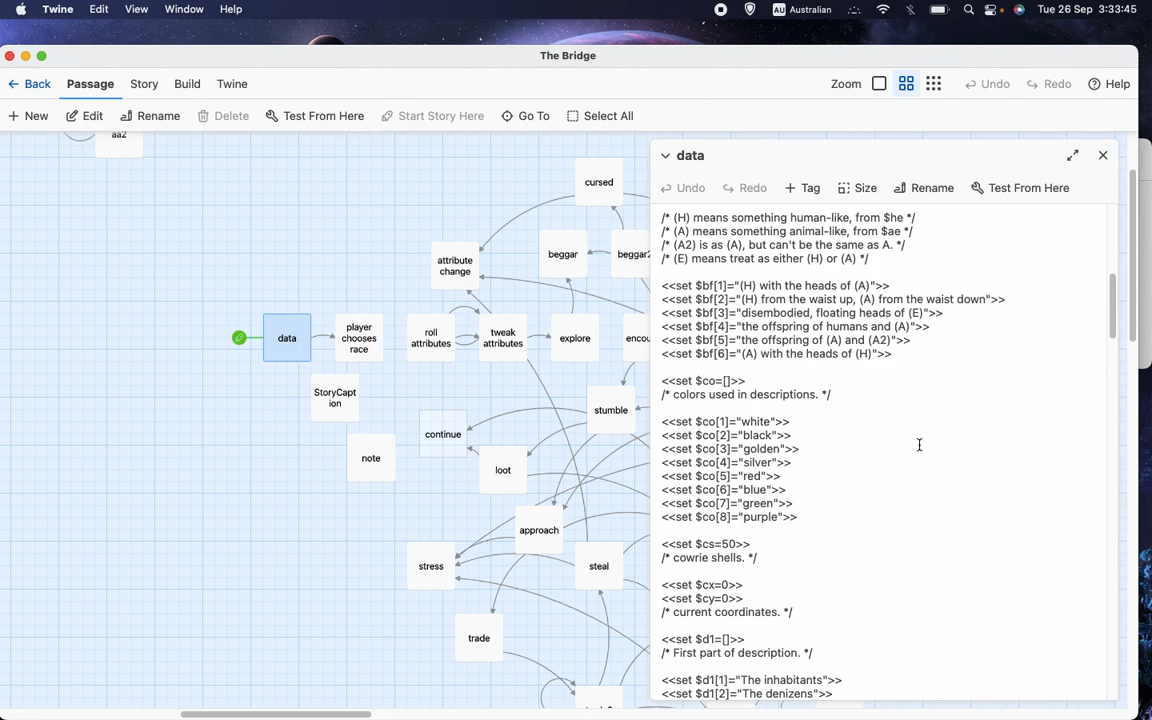 Twine Edit View Window Help AU Australian Tue 26 Sep 3:33:45
The Bridge
Back Passage Story Build Twine Zoom Undo Redo Help
New Edit Rename Delete Test From Here Start Story Here Go To Select All
aa2
cursed
attribute
change
beggar
beggar2
data
player
chooses
race
roll
attributes
tweak
attributes
explore
encou
StoryCapt
ion
stumble
continue
note
loot
approach
stress
steal
trade
data
Undo Redo + Tag Size Rename Test From Here
/* (H) means something human-like, from $he */
/* (A) means something animal-like, from $ae */
/* (A2) is as (A), but can't be the same as A. */
/* (E) means treat as either (H) or (A) */
<<set $bf[1]="(H) with the heads of (A)">>
<<set $bf[2]="(H) from the waist up, (A) from the waist down">>
<<set $bf[3]="disembodied, floating heads of (E)">>
<<set $bf[4]="the offspring of humans and (A)">>
<<set $bf[5]="the offspring of (A) and (A2)">>
<<set $bf[6]="(A) with the heads of (H)">>
<<set $co=[]>>
/* colors used in descriptions. */
<<set $co[1]="white">>
<<set $co[2]="black">>
<<set $co[3]="golden">>
<<set $co[4]="silver">>
<<set $co[5]="red">>
<<set $co[6]="blue">>
<<set $co[7]="green">>
<<set $co[8]="purple">>
<<set $cs=50>>
/* cowrie shells. */
<<set $cx=0>>
<<set $cy=0>>
/* current coordinates. */
<<set $d1=[]>>
/* First part of description. */
<<set $d1[1]="The inhabitants">>
<<set $d1[2]="The denizens">>